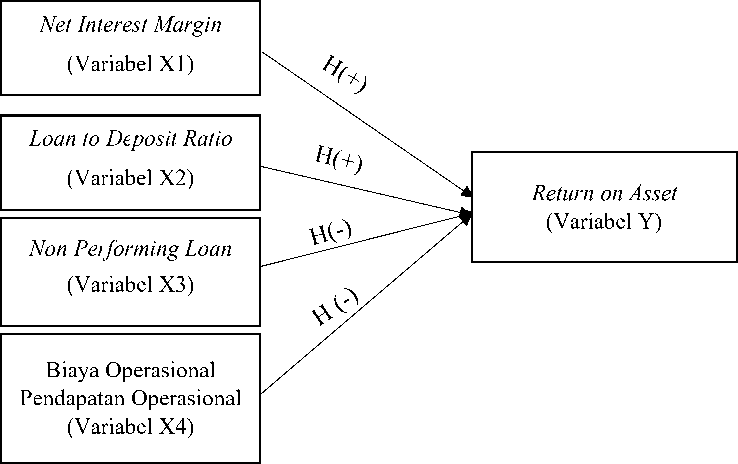 Net Interest Margin
(Variabel X1)
H(+)
Loan to Deposit Ratio
(Variabel X2)
H(+)
Non Performing Loan
(Variabel X3)
H(-)
Biaya Operasional
Pendapatan Operasional
(Variabel X4)
H (-)
Return on Asset
(Variabel Y)